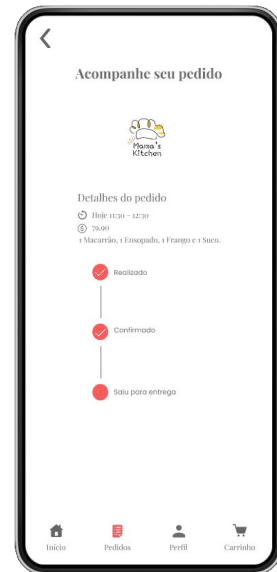 Acompanhe seu pedido
Mama's
Kitchen
Detalhes do pedido
Hoje 11:30 - 12:30
79,90
1 Macarrão, 1 Ensopado, 1 Frango e 1 Suco.
Realizado
Confirmado
Saiu para entrega
Início Pedidos Perfil Carrinho